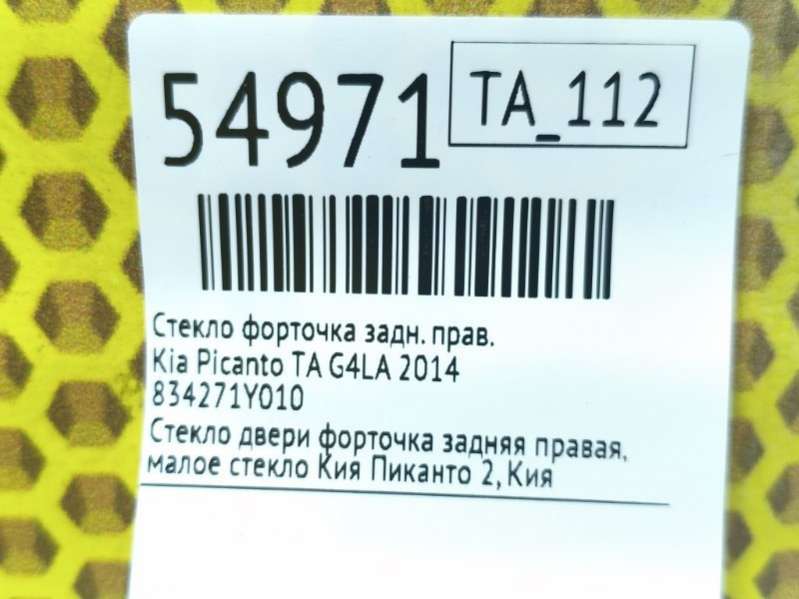 54971
TA_112
Стекло форточка задн. прав.
Kia Picanto TA G4LA 2014
834271Y010
Стекло двери форточка задняя правая,
малое стекло Кия Пиканто 2, Кия